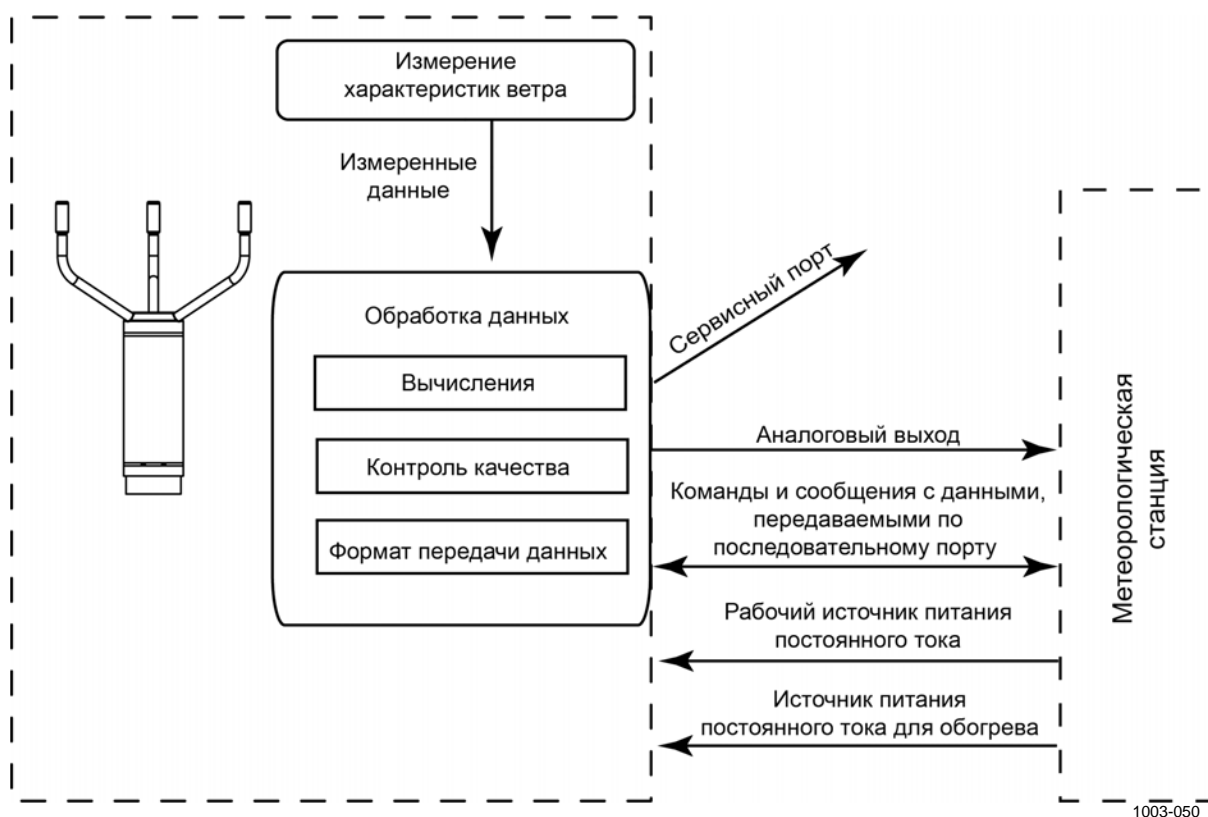 Измерение
характеристик ветра
Измеренные
данные
Обработка данных
Вычисления
Контроль качества
Формат передачи данных
Сервисный порт
Аналоговый выход
Команды и сообщения с данными,
передаваемыми по
последовательному порту
Рабочий источник питания
постоянного тока
Источник питания
постоянного тока для обогрева
Метеорологическая
станция
1003-050